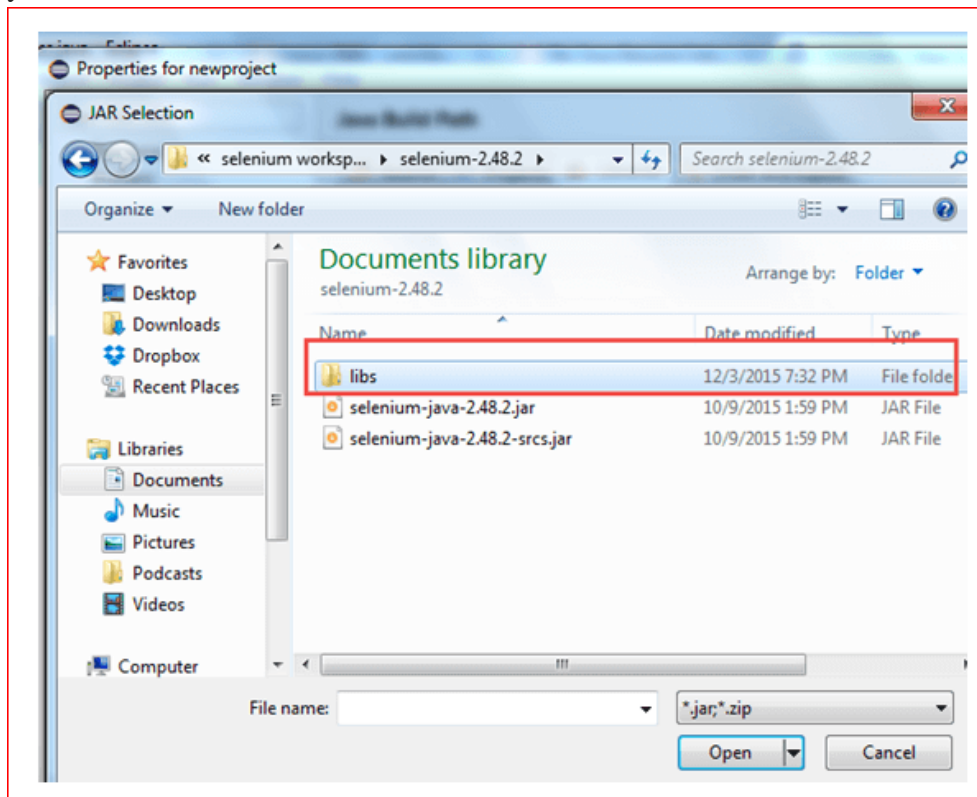 Properties for newproject
JAR Selection
Java Build Path
« selenium worksp... selenium-2.48.2
Search selenium-2.48.2
Organize New folder
Favorites
Desktop
Downloads
Dropbox
Recent Places
Libraries
Documents
Music
Pictures
Podcasts
Videos
Computer
Documents library
selenium-2.48.2
Arrange by: Folder
Name Date modified Type
libs 12/3/2015 7:32 PM File folde
selenium-java-2.48.2.jar 10/9/2015 1:59 PM JAR File
selenium-java-2.48.2-srcs.jar 10/9/2015 1:59 PM JAR File
File name:
*.jar;*.zip
Open Cancel